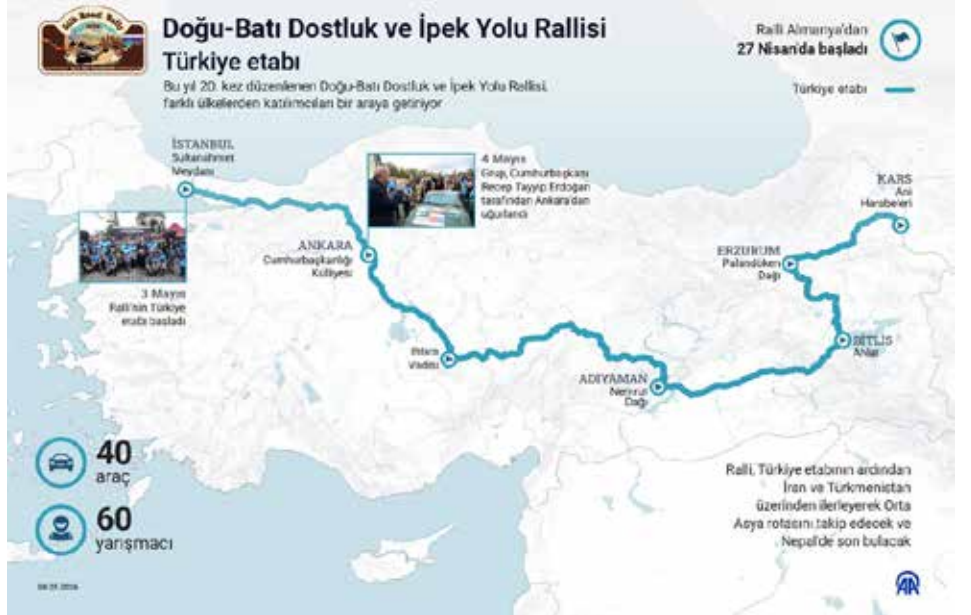 Silk Road Rally
Doğu-Batı Dostluk ve İpek Yolu Rallisi
Türkiye etabı
Bu yıl 20. kez düzenlenen Doğu-Batı Dostluk ve İpek Yolu Rallisi,
farklı ülkelerden katılımcıları bir araya getiriyor
Ralli Almanya'dan
27 Nisan'da başladı
Türkiye etabı
İSTANBUL
Sultanahmet
Meydanı
3 Mayıs
Ralli'nin Türkiye
etabı başladı
4 Mayıs
Grup, Cumhurbaşkanı
Recep Tayyip Erdoğan
tarafından Ankara'dan
uğurlandı
ANKARA
Cumhurbaşkanlığı
Külliyesi
Ihlara
Vadisi
ADIYAMAN
Nemrut
Dağı
BİTLİS
Ahlat
ERZURUM
Palandöken
Dağı
KARS
Ani
Harabeleri
40
araç
60
yarışmacı
Ralli, Türkiye etabının ardından
İran ve Türkmenistan
üzerinden ilerleyerek Orta
Asya rotasını takip edecek ve
Nepal'de son bulacak
AA